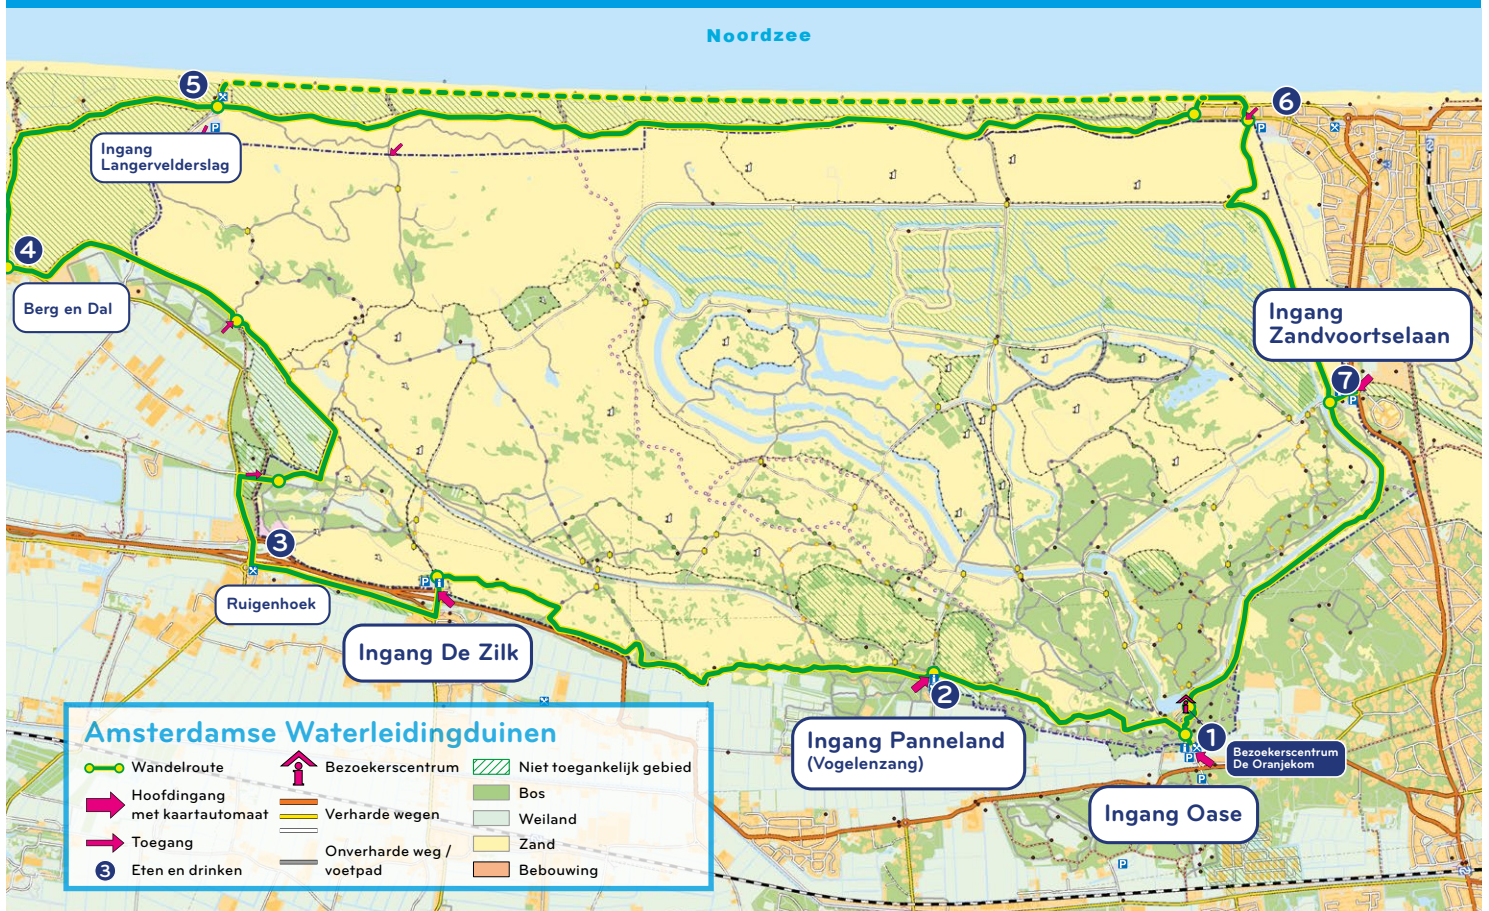 Noordzee
5
6
Ingang
Langervelderslag
4
Berg en Dal
Ingang
Zandvoortselaan
7
3
Ruigenhoek
Ingang De Zilk
2
Ingang Panneland
(Vogelenzang)
1
Bezoekerscentrum
De Oranjekom
Ingang Oase
Amsterdamse Waterleidingduinen
Wandelroute
Hoofdingang
met kaartautomaat
Toegang
3 Eten en drinken
Bezoekerscentrum
Verharde wegen
Onverharde weg /
voetpad
Niet toegankelijk gebied
Bos
Weiland
Zand
Bebouwing
P
P
P
P
P
P
P
i
i
i